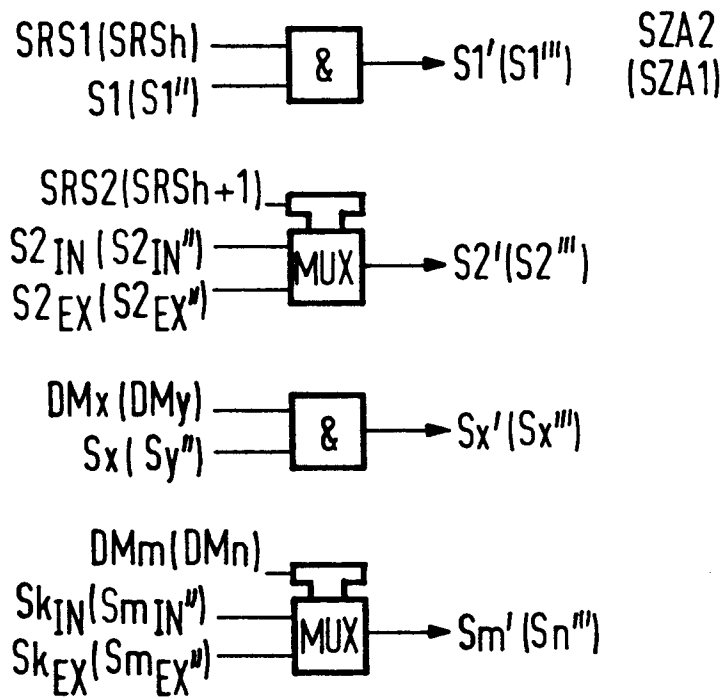 SRS1(SRSh)
S1(S1")
&
S1'(S1''')
SZA2
(SZA1)
SRS2(SRSh+1)
S2IN(S2IN")
S2EX(S2EX")
MUX
S2'(S2''')
DMx(DMy)
Sx(Sy")
&
Sx'(Sx''')
DMm(DMn)
SkIN(SmIN")
SkEX(SmEX")
MUX
Sm'(Sn''')